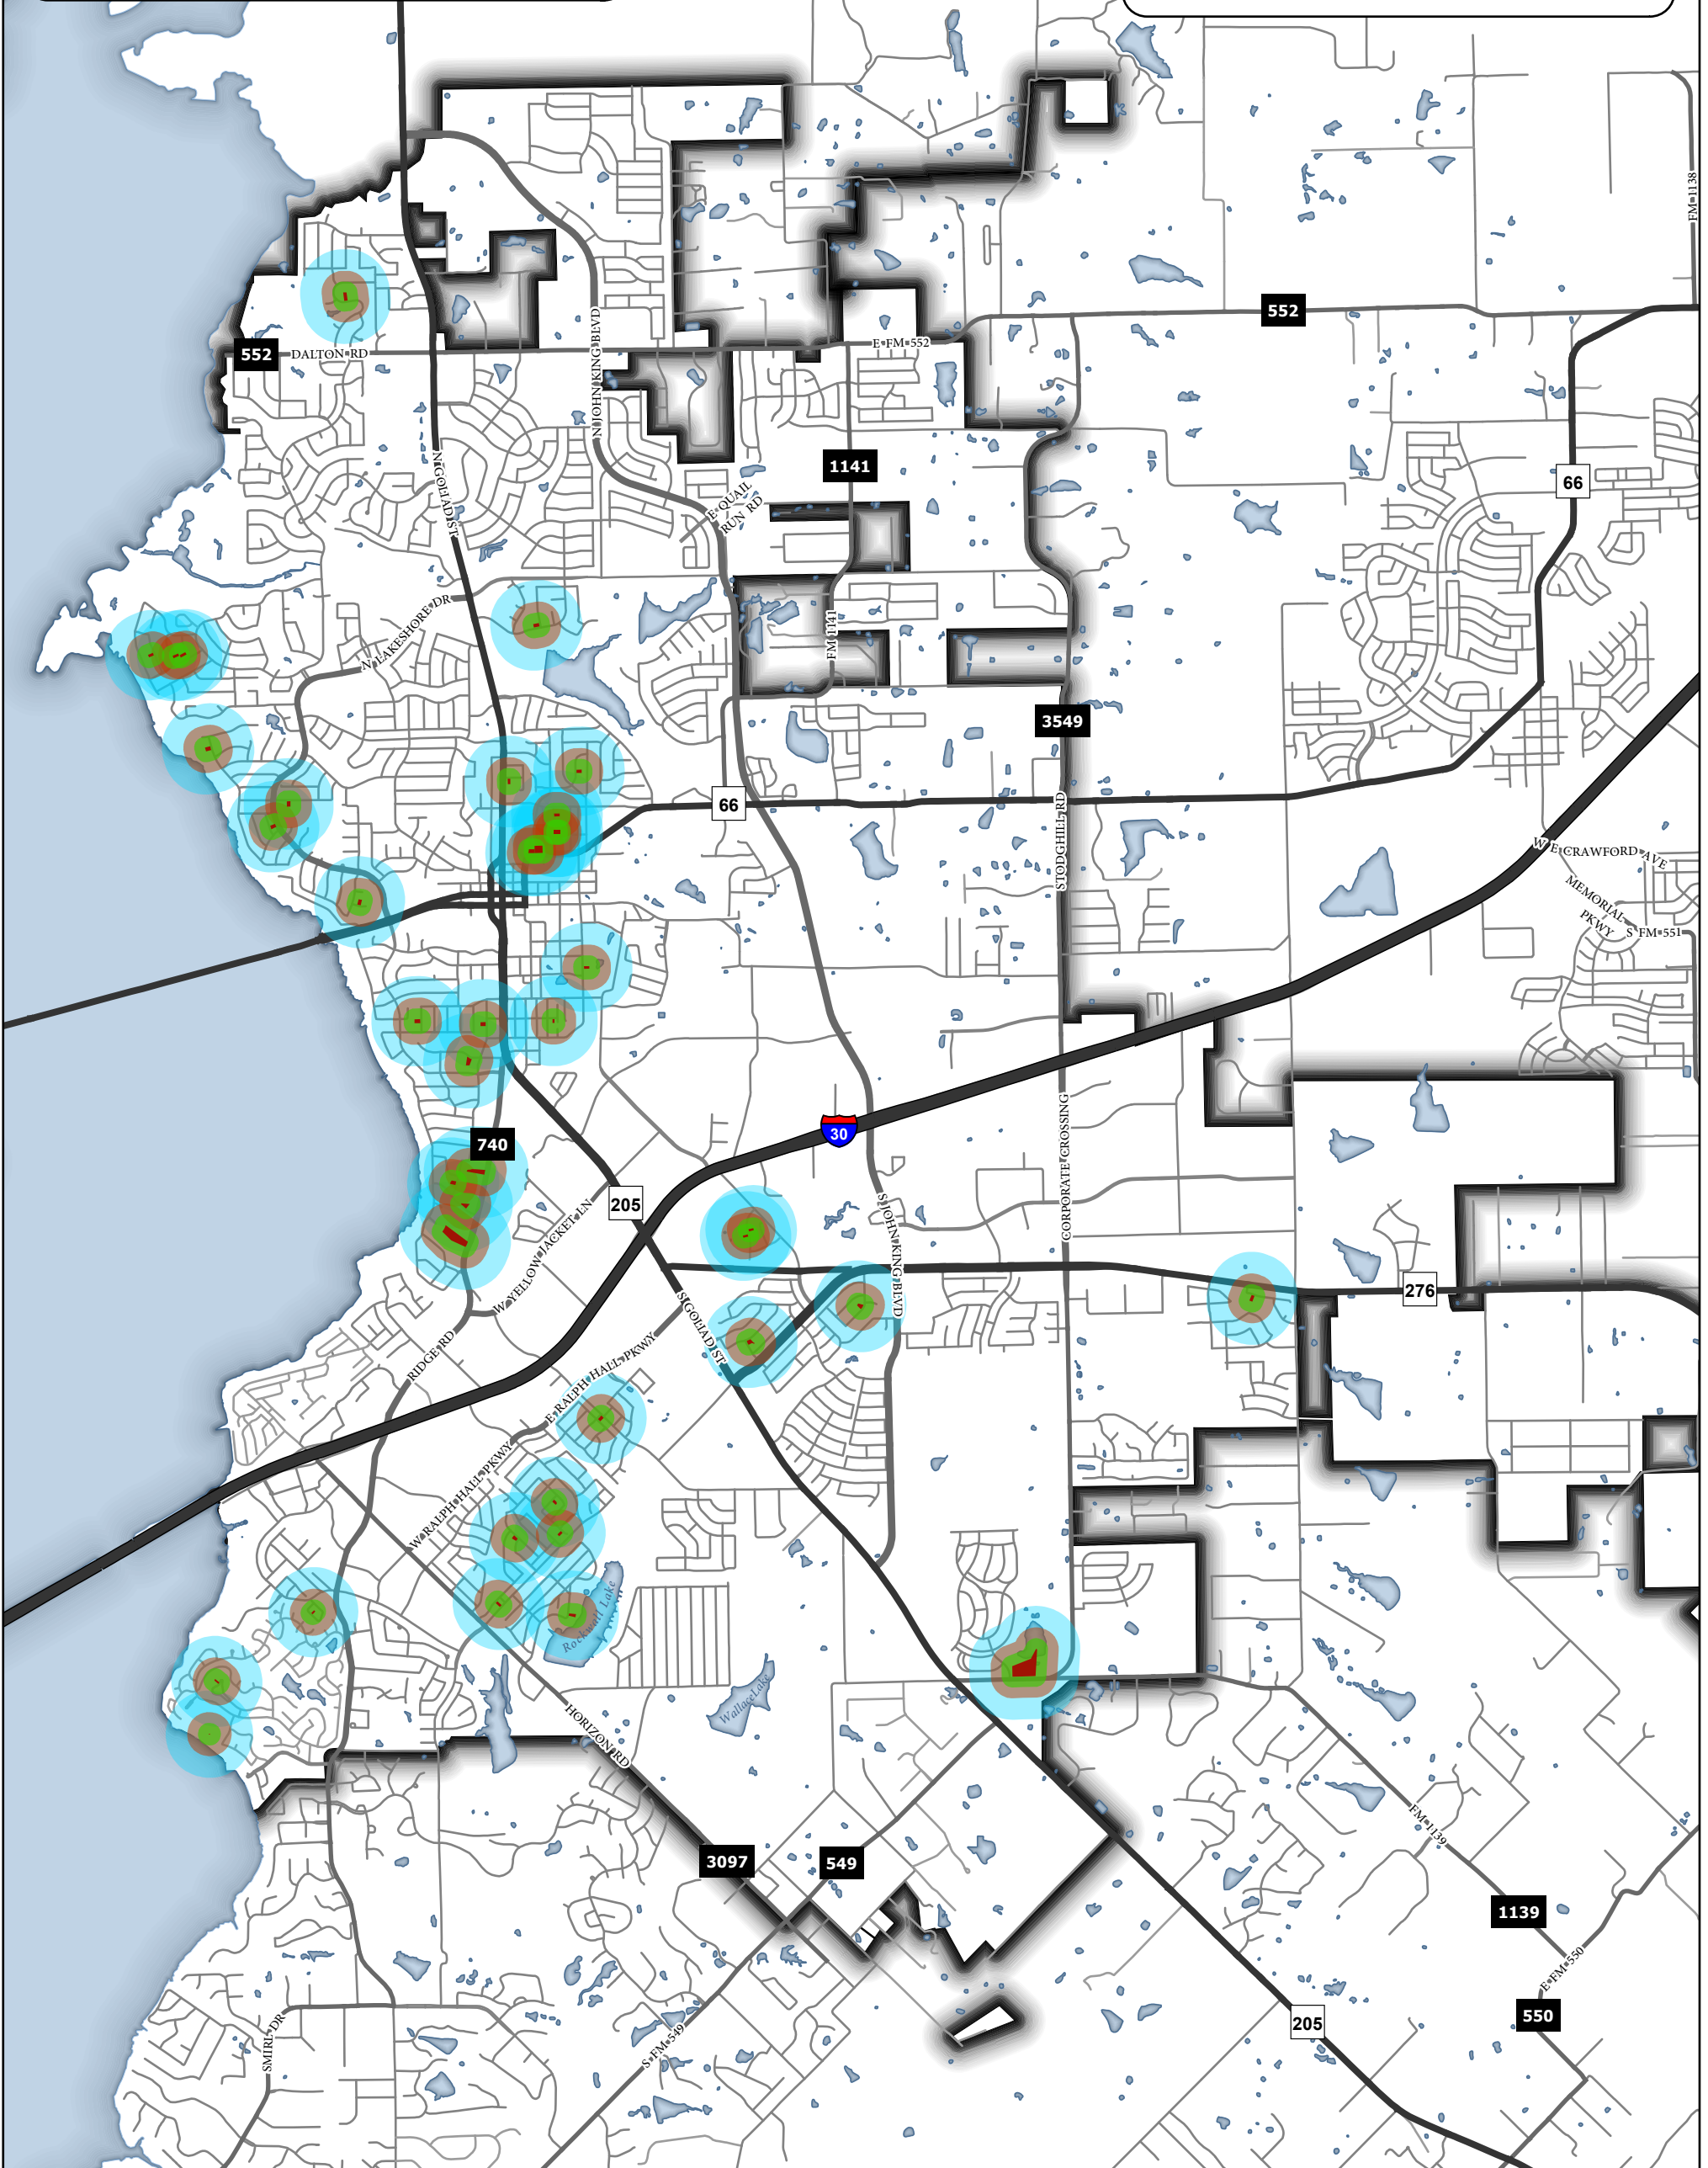 FM 1138
552
N JOHN KING BLVD
E FM 552
552
DALTON RD
1141
N GOLIAD ST
66
E QUAIL
RUN RD
N LAKESHORE DR
FM 1141
3549
66
STODGHILL RD
W E CRAWFORD AVE
MEMORIAL
PKWY
S FM 551
30
740
CORPORATE CROSSING
205
S JOHN KING BLVD
W YELLOW JACKET LN
276
S GOLIAD ST
RIDGE RD
E RALPH HALL PKWY
W RALPH HALL PKWY
Rockwall Lake
Wallace Lake
HORIZON RD
FM 1139
3097
549
1139
E FM 550
550
205
SMIRL DR
S FM 549